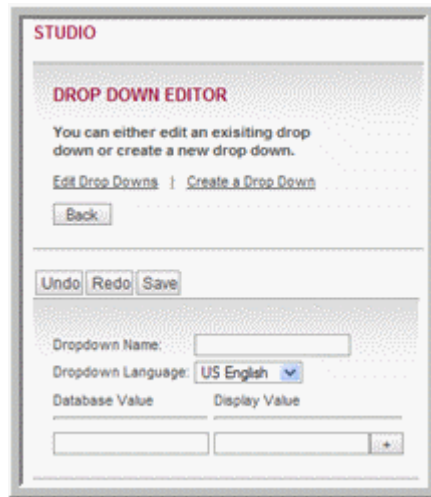 STUDIO
DROP DOWN EDITOR
You can either edit an exisiting drop
down or create a new drop down.
Edit Drop Downs | Create a Drop Down
Back
Undo Redo Save
Dropdown Name:
Dropdown Language: US English
Database Value Display Value
+